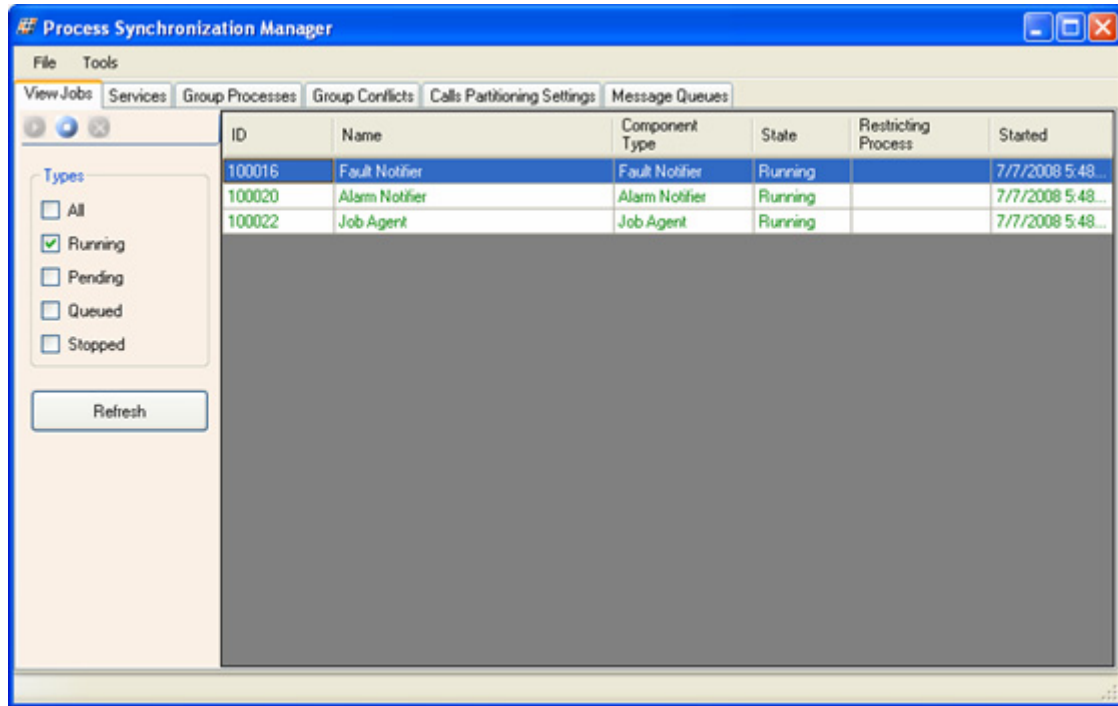 Process Synchronization Manager
File Tools
View Jobs Services Group Processes Group Conflicts Calls Partitioning Settings Message Queues
ID Name Component Type State Restricting Process Started
Types
All
Running
Pending
Queued
Stopped
Refresh
100016 Fault Notifier Fault Notifier Running 7/7/2008 5:48...
100020 Alarm Notifier Alarm Notifier Running 7/7/2008 5:48...
100022 Job Agent Job Agent Running 7/7/2008 5:48...